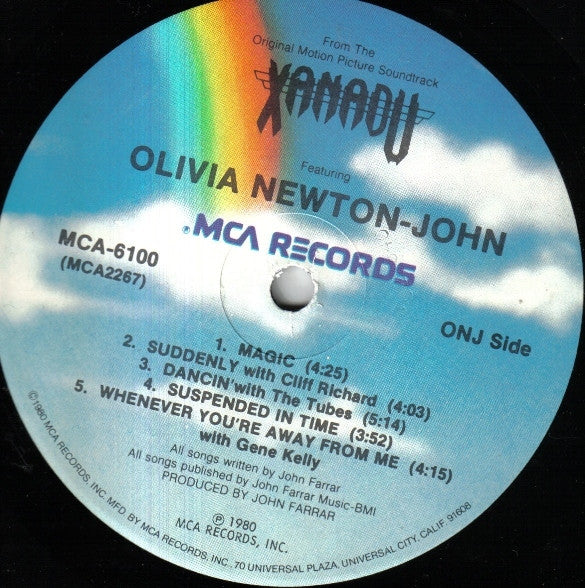 From The
Original Motion Picture Soundtrack
XANADU
Featuring
OLIVIA NEWTON-JOHN
®MCA RECORDS
MCA-6100
(MCA2267)
ONJ Side
1. MAGIC (4:25)
2. SUDDENLY with Cliff Richard (4:03)
3. DANCIN' with The Tubes (5:14)
4. SUSPENDED IN TIME (3:52)
5. WHENEVER YOU'RE AWAY FROM ME (4:15)
with Gene Kelly
All songs written by John Farrar
All songs published by John Farrar Music-BMI
PRODUCED BY JOHN FARRAR
℗ 1980
MCA RECORDS, INC.
©1980 MCA RECORDS, INC. MFD BY MCA RECORDS, INC. 70 UNIVERSAL PLAZA, UNIVERSAL CITY, CALIF. 91608